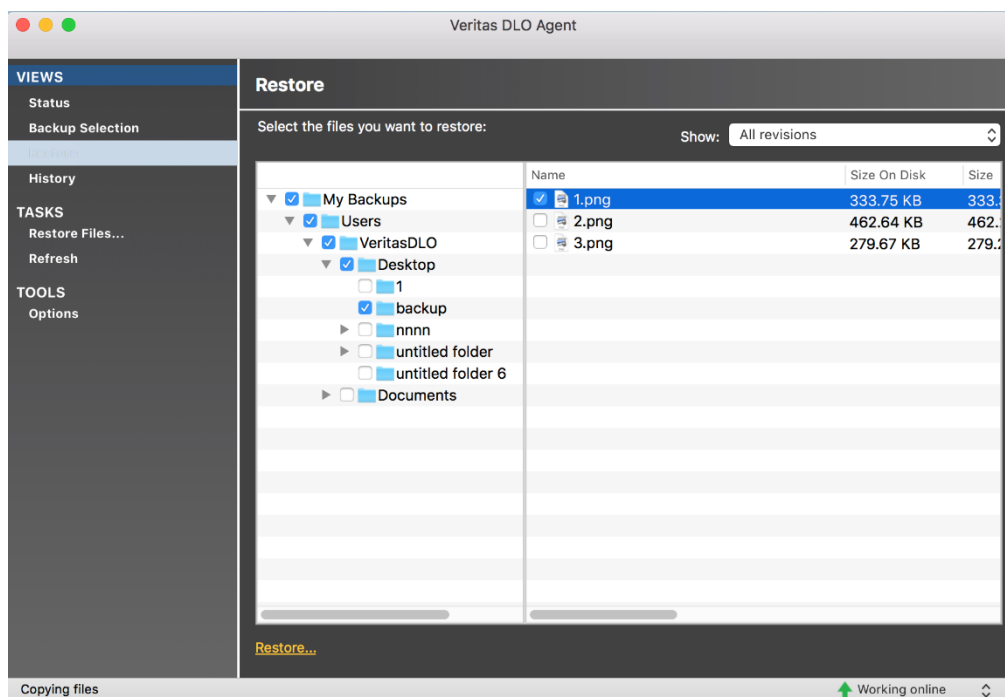 Veritas DLO Agent
VIEWS
Status
Backup Selection
History
TASKS
Restore Files...
Refresh
TOOLS
Options
Restore
Select the files you want to restore:
Show: All revisions
My Backups
Users
VeritasDLO
Desktop
1
backup
nnnn
untitled folder
untitled folder 6
Documents
Name Size On Disk Size
1.png 333.75 KB
2.png 462.64 KB
3.png 279.67 KB
Restore...
Copying files Working online